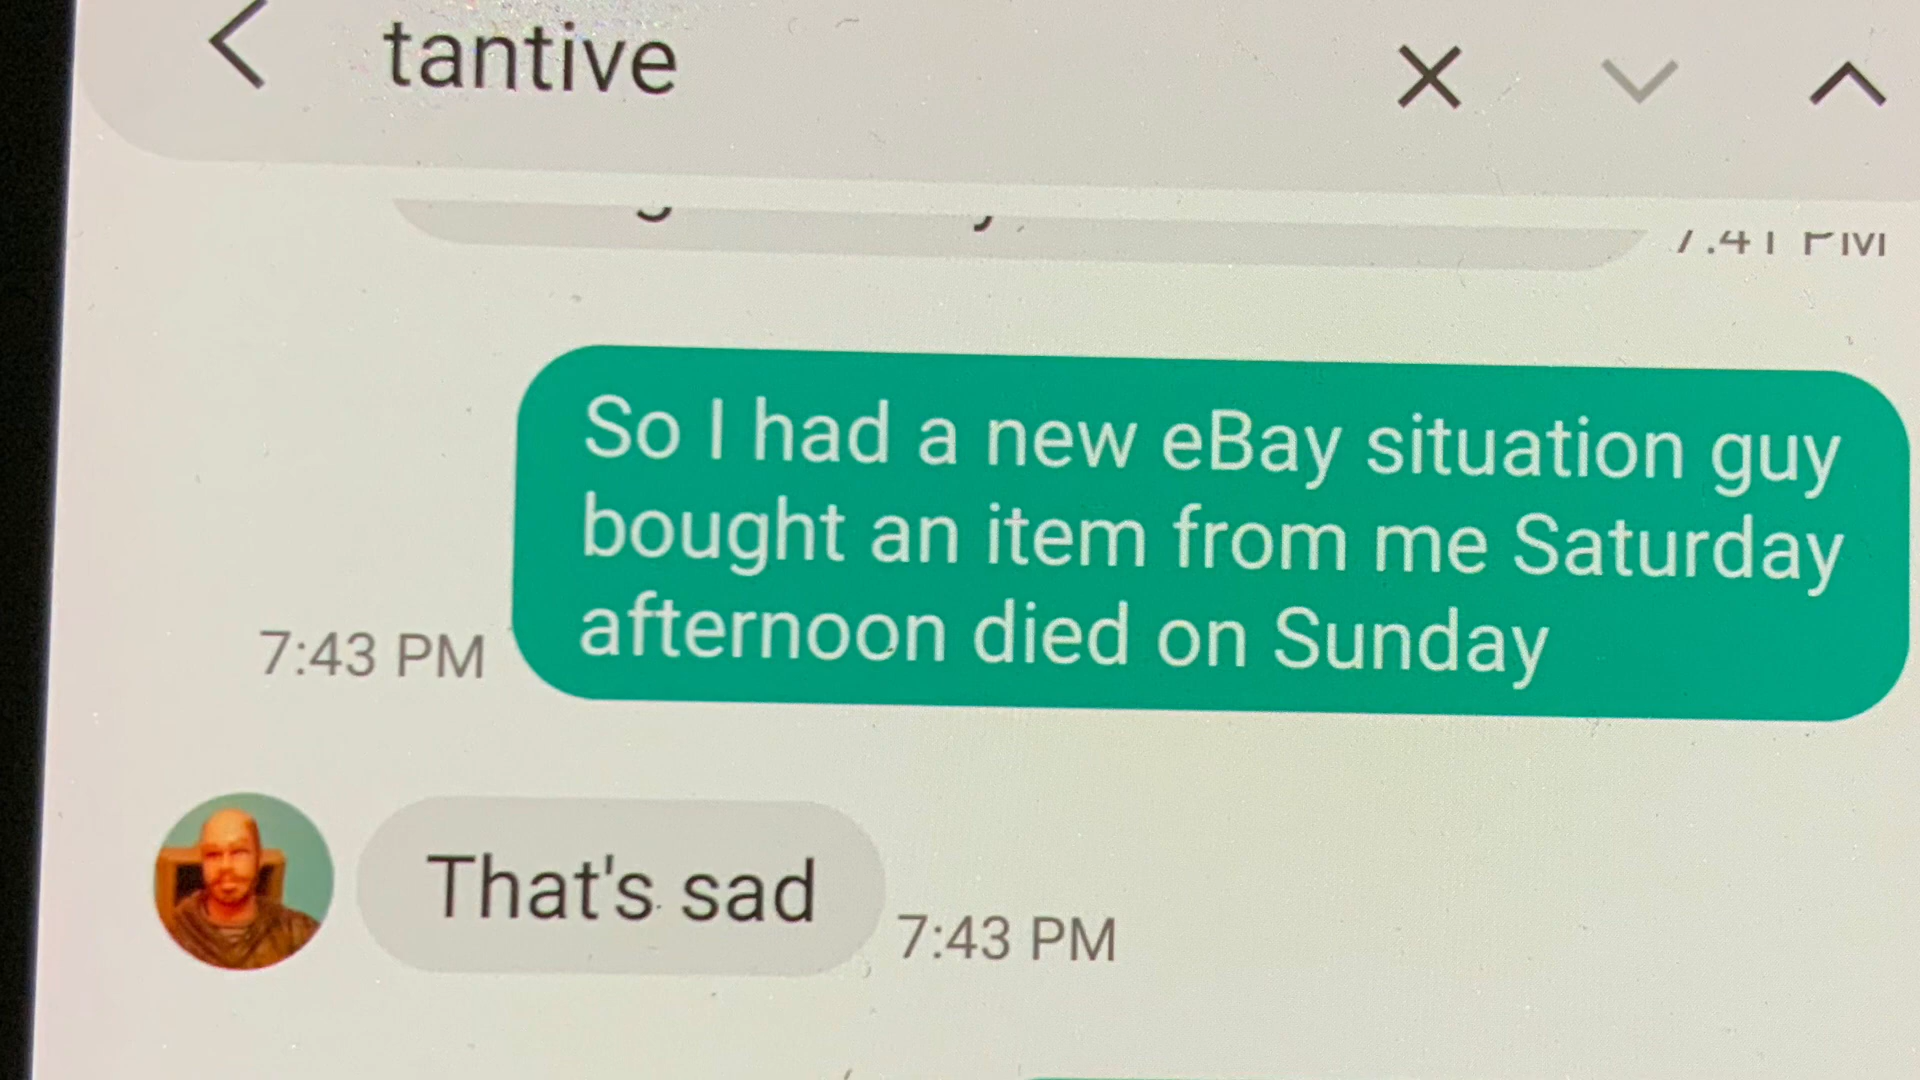 tantive
7:41 PM
So I had a new eBay situation guy
bought an item from me Saturday
afternoon died on Sunday
7:43 PM
That's sad
7:43 PM